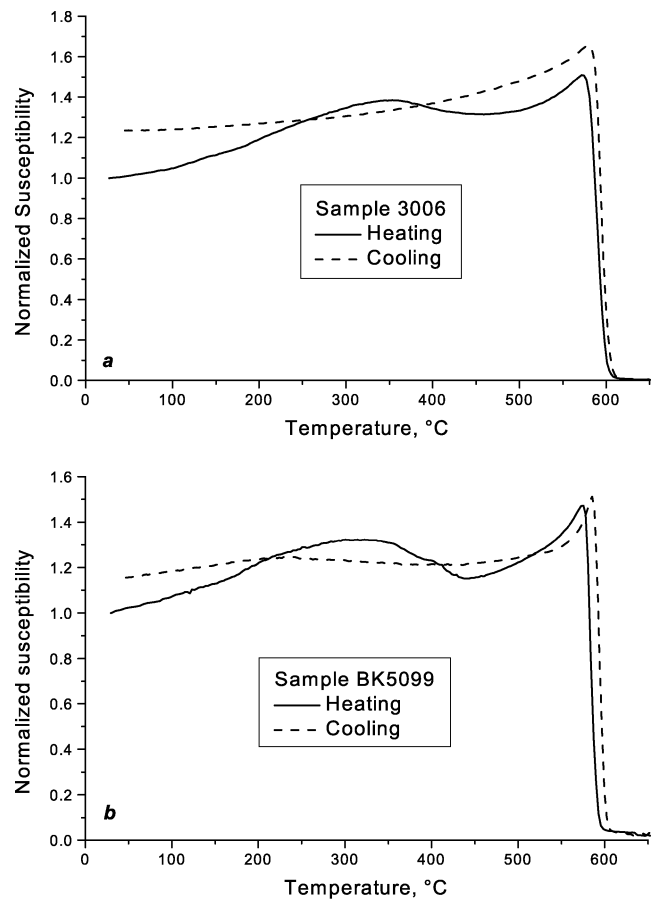 1.8
1.6
1.4
1.2
1.0
0.8
0.6
0.4
0.2
0.0
Normalized Susceptibility
Sample 3006
Heating
Cooling
a
0 100 200 300 400 500 600
Temperature, °C
1.6
1.4
1.2
1.0
0.8
0.6
0.4
0.2
0.0
Normalized susceptibility
Sample BK5099
Heating
Cooling
b
0 100 200 300 400 500 600
Temperature, °C